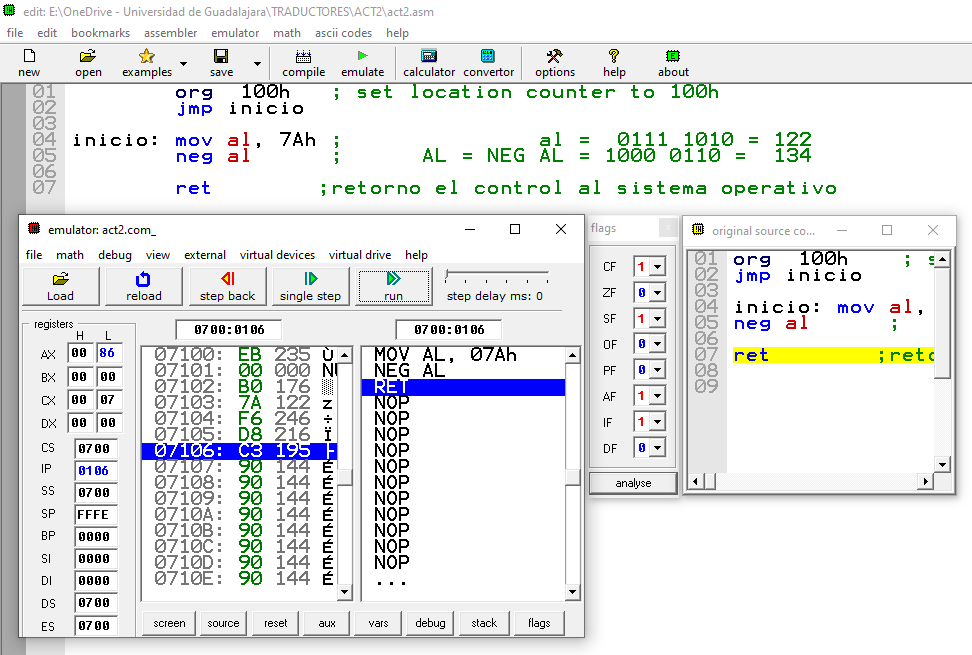 edit: E:\OneDrive - Universidad de Guadalajara\TRADUCTORES\ACT2\act2.asm
file edit bookmarks assembler emulator math ascii codes help
new open examples save compile emulate calculator convertor options help about
01 org 100h ; set location counter to 100h
02 jmp inicio
03
04 inicio: mov al, 7Ah ; al = 0111 1010 = 122
05 neg al ; AL = NEG AL = 1000 0110 = 134
06
07 ret ;retorno el control al sistema operativo
emulator: act2.com_
file math debug view external virtual devices virtual drive help
Load reload step back single step run step delay ms: 0
registers
H L
AX 00 86
BX 00 00
CX 00 07
DX 00 00
CS 0700
IP 0106
SS 0700
SP FFFE
BP 0000
SI 0000
DI 0000
DS 0700
ES 0700
0700:0106 0700:0106
07100: EB 235 Ù
07101: 00 000 NU
07102: B0 176 ░
07103: 7A 122 z
07104: F6 246 ÷
07105: D8 216 Ï
07106: C3 195 ├
07107: 90 144 É
07108: 90 144 É
07109: 90 144 É
0710A: 90 144 É
0710B: 90 144 É
0710C: 90 144 É
0710D: 90 144 É
0710E: 90 144 É
MOV AL, 07Ah
NEG AL
RET
NOP
NOP
NOP
NOP
NOP
NOP
NOP
NOP
NOP
NOP
NOP
...
screen source reset aux vars debug stack flags
flags
CF 1
ZF 0
SF 1
OF 0
PF 0
AF 1
IF 1
DF 0
analyse
original source co...
01 org 100h ; s
02 jmp inicio
03
04 inicio: mov al,
05 neg al ;
06
07 ret ;reto
08
09